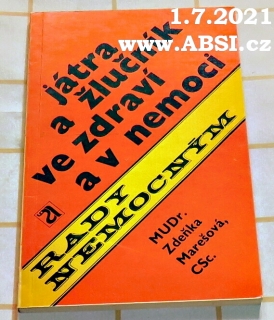 1.7.2021
www.ABSI.cz
játra
a žlučník
ve zdraví
a v nemoci
RADY
NEMOCNÝM
MUDr.
Zdeňka
Marešová,
CSc.